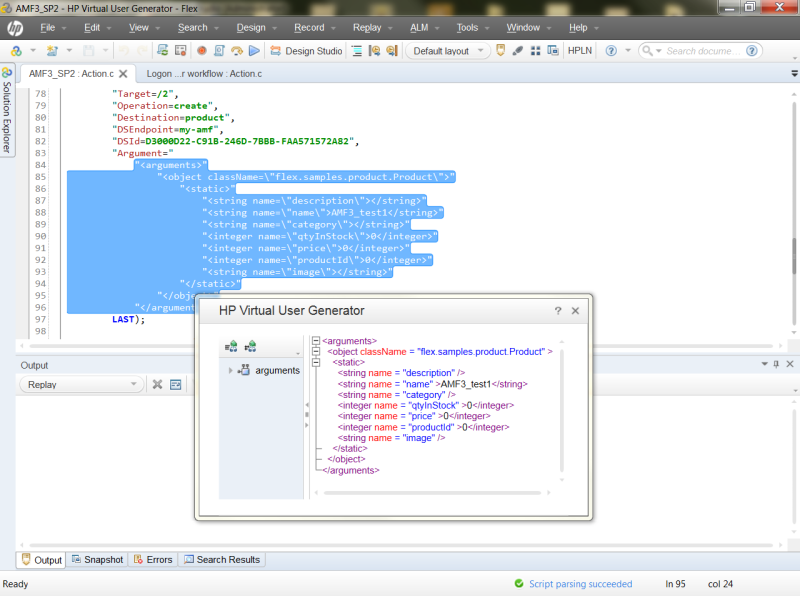 AMF3_SP2 - HP Virtual User Generator - Flex
File Edit View Search Design Record Replay ALM Tools Window Help
Design Studio Default layout HPLN Search documen...
AMF3_SP2 : Action.c Logon ...r workflow : Action.c
Solution Explorer
78 "Target=/2",
79 "Operation=create",
80 "Destination=product",
81 "DSEndpoint=my-amf",
82 "DSId=D3000D22-C91B-246D-7BBB-FAA571572A82",
83 "Argument="
84 "<arguments>"
85 "<object className=\"flex.samples.product.Product\">"
86 "<static>"
87 "<string name=\"description\"></string>"
88 "<string name=\"name\">AMF3_test1</string>"
89 "<string name=\"category\"></string>"
90 "<integer name=\"qtyInStock\">0</integer>"
91 "<integer name=\"price\">0</integer>"
92 "<integer name=\"productId\">0</integer>"
93 "<string name=\"image\"></string>"
94 "</static>"
95 "</objec
96 "</argument
97 LAST);
98
HP Virtual User Generator
arguments
<arguments>
<object className = "flex.samples.product.Product" >
<static>
<string name = "description" />
<string name = "name" >AMF3_test1</string>
<string name = "category" />
<integer name = "qtyInStock" >0</integer>
<integer name = "price" >0</integer>
<integer name = "productId" >0</integer>
<string name = "image" />
</static>
</object>
</arguments>
Output
Replay
Output Snapshot Errors Search Results
Ready Script parsing succeeded ln 95 col 24